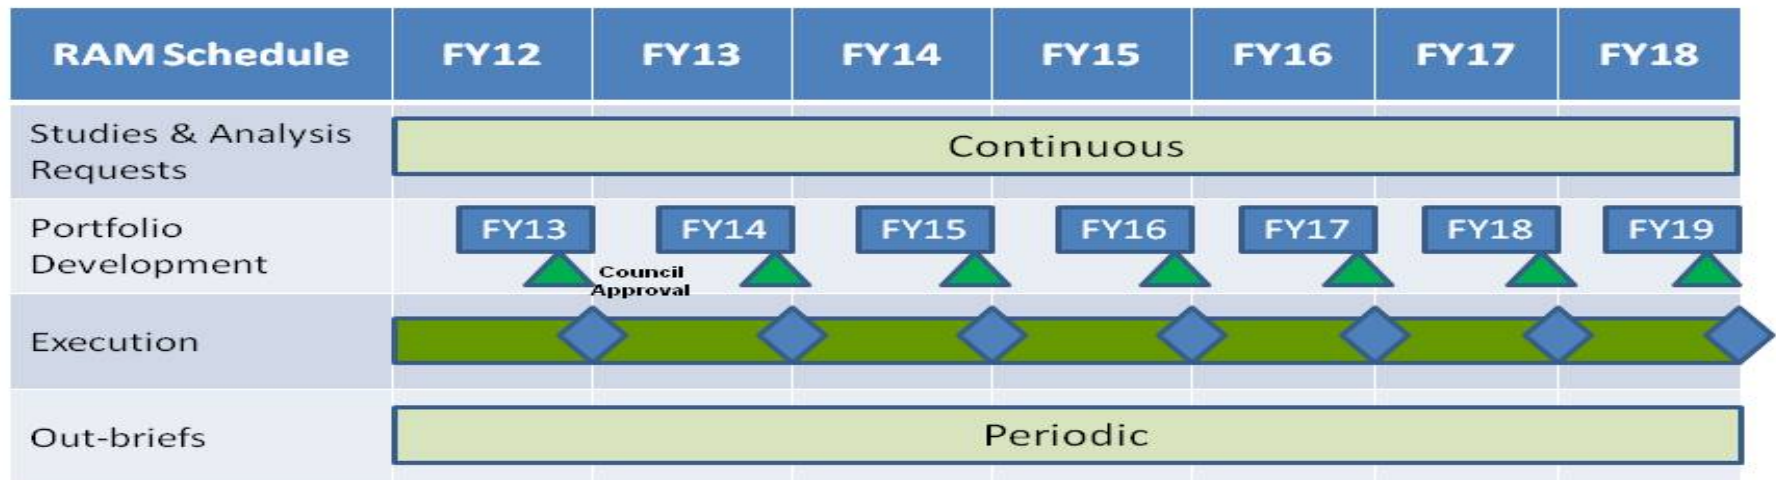 RAM Schedule FY12 FY13 FY14 FY15 FY16 FY17 FY18
Studies & Analysis
Requests
Continuous
Portfolio
Development
FY13 FY14 FY15 FY16 FY17 FY18 FY19
Council
Approval
Execution
Out-briefs
Periodic